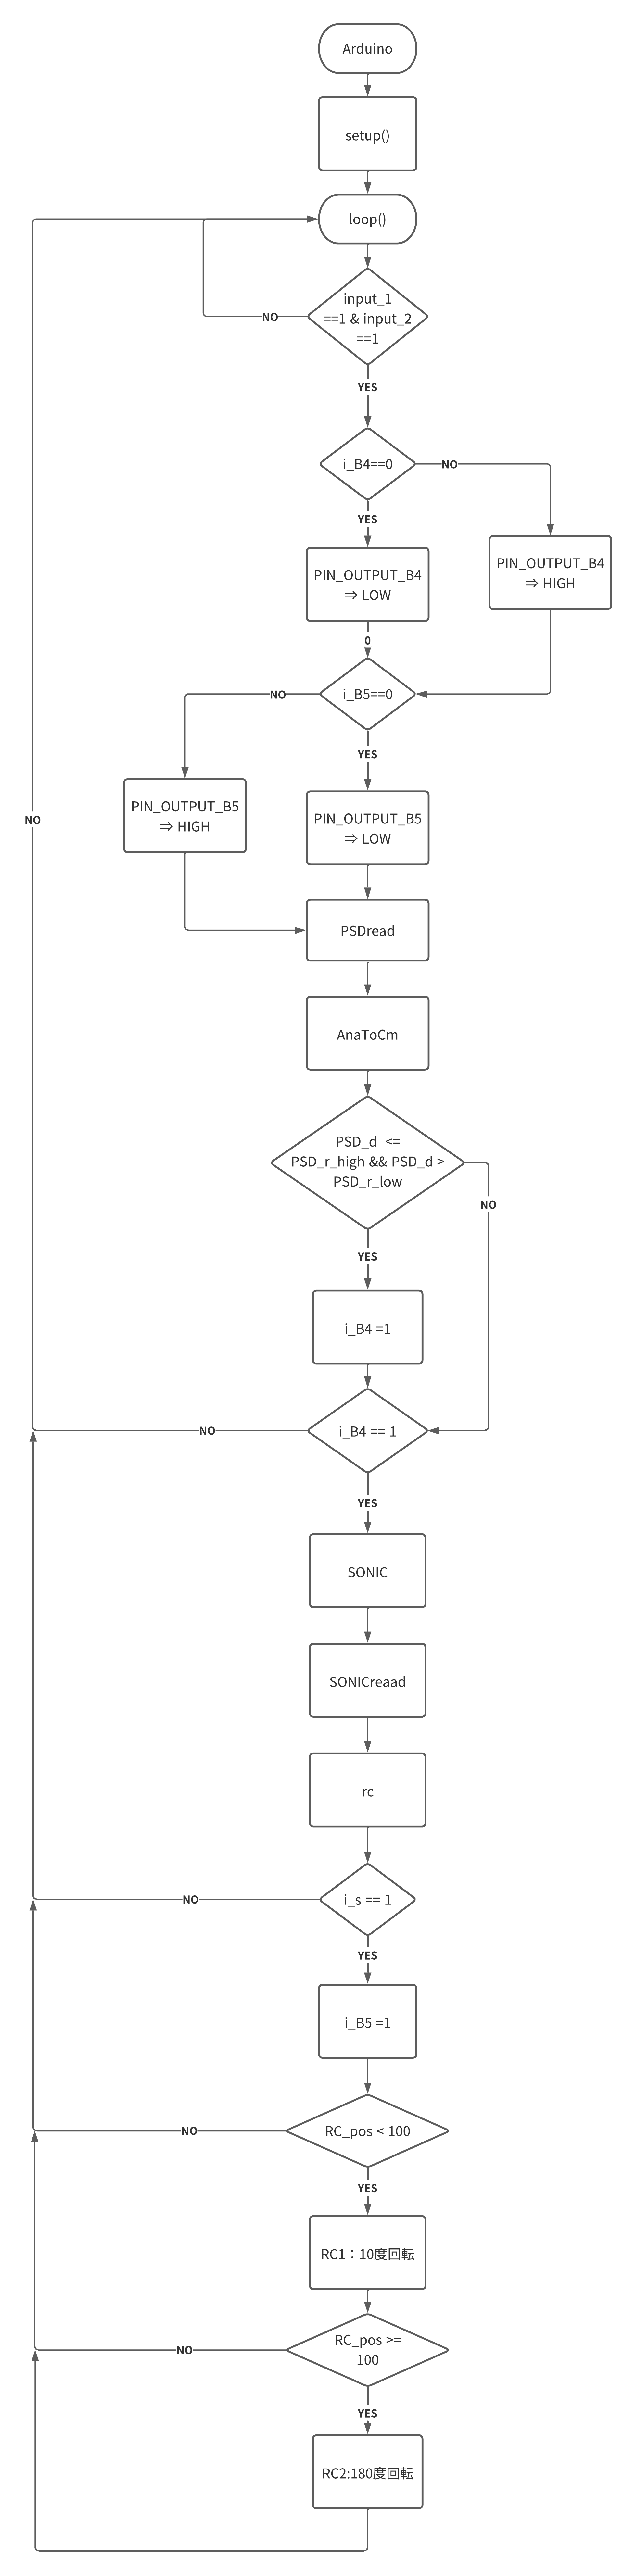 Arduino
setup()
loop()
input_1
==1 & input_2
==1
NO
YES
i_B4==0
NO
YES
PIN_OUTPUT_B4
⇒ LOW
PIN_OUTPUT_B4
⇒ HIGH
0
i_B5==0
NO
YES
PIN_OUTPUT_B5
⇒ HIGH
PIN_OUTPUT_B5
⇒ LOW
NO
PSDread
AnaToCm
PSD_d <=
PSD_r_high && PSD_d >
PSD_r_low
NO
YES
i_B4 =1
i_B4 == 1
NO
YES
SONIC
SONICreaad
rc
i_s == 1
NO
YES
i_B5 =1
RC_pos < 100
NO
YES
RC1：10度回転
RC_pos >=
100
NO
YES
RC2:180度回転